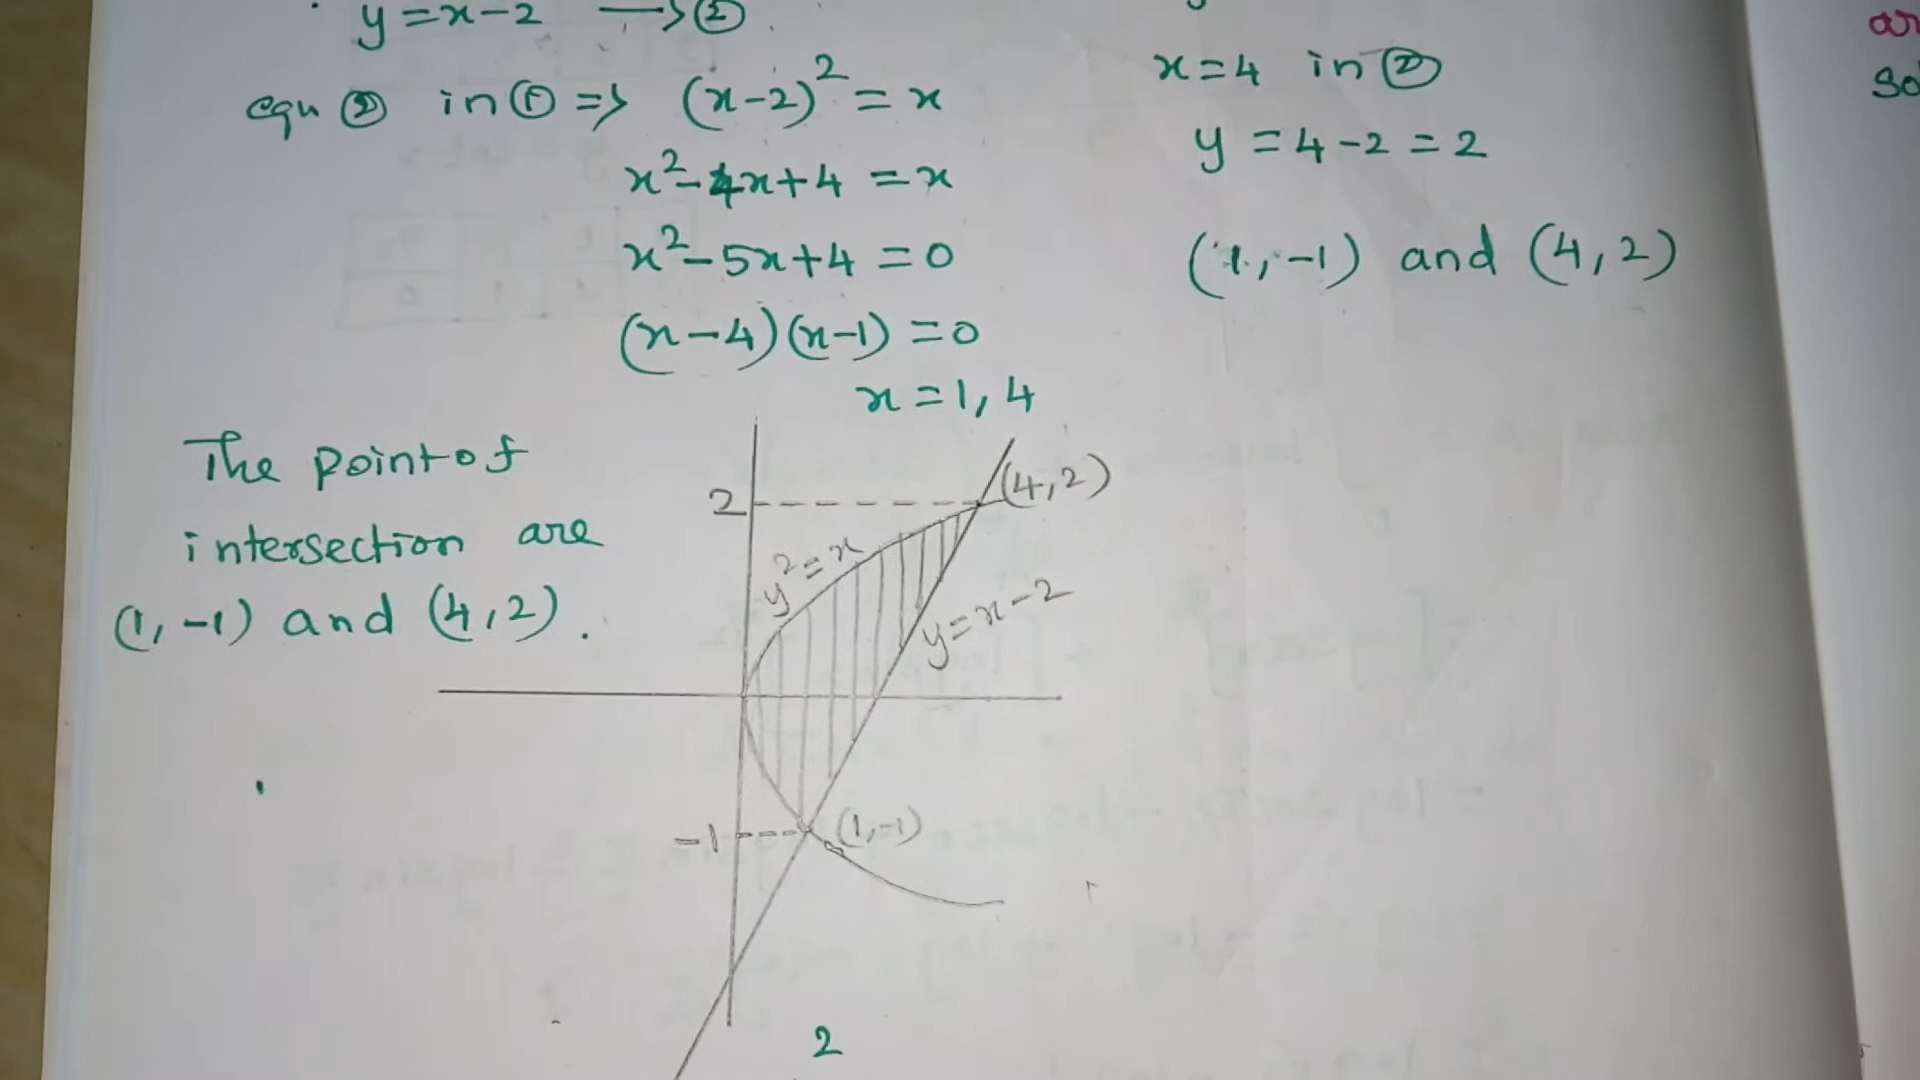 y = x - 2 → ②
equ ② in ① ⇒ (x-2)² = x
x² - 4x + 4 = x
x² - 5x + 4 = 0
(x-4)(x-1) = 0
x = 1, 4
The point of
intersection are
(1, -1) and (4, 2).
x = 4 in ②
y = 4 - 2 = 2
(1, -1) and (4, 2)
2
(4, 2)
y² = x
y = x - 2
-1
(1, -1)
2